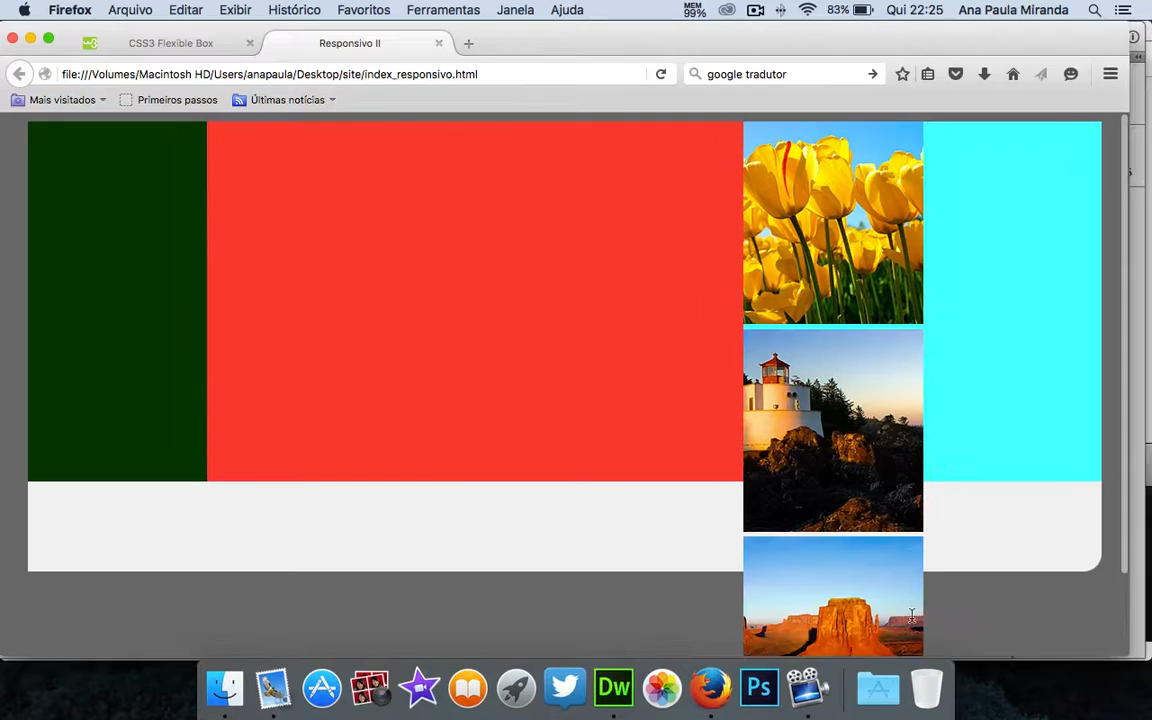 Firefox Arquivo Editar Exibir Histórico Favoritos Ferramentas Janela Ajuda MEM 99% 83% Qui 22:25 Ana Paula Miranda
CSS3 Flexible Box Responsivo II
file:///Volumes/Macintosh HD/Users/anapaula/Desktop/site/index_responsivo.html google tradutor
Mais visitados Primeiros passos Últimas notícias
Dw Ps